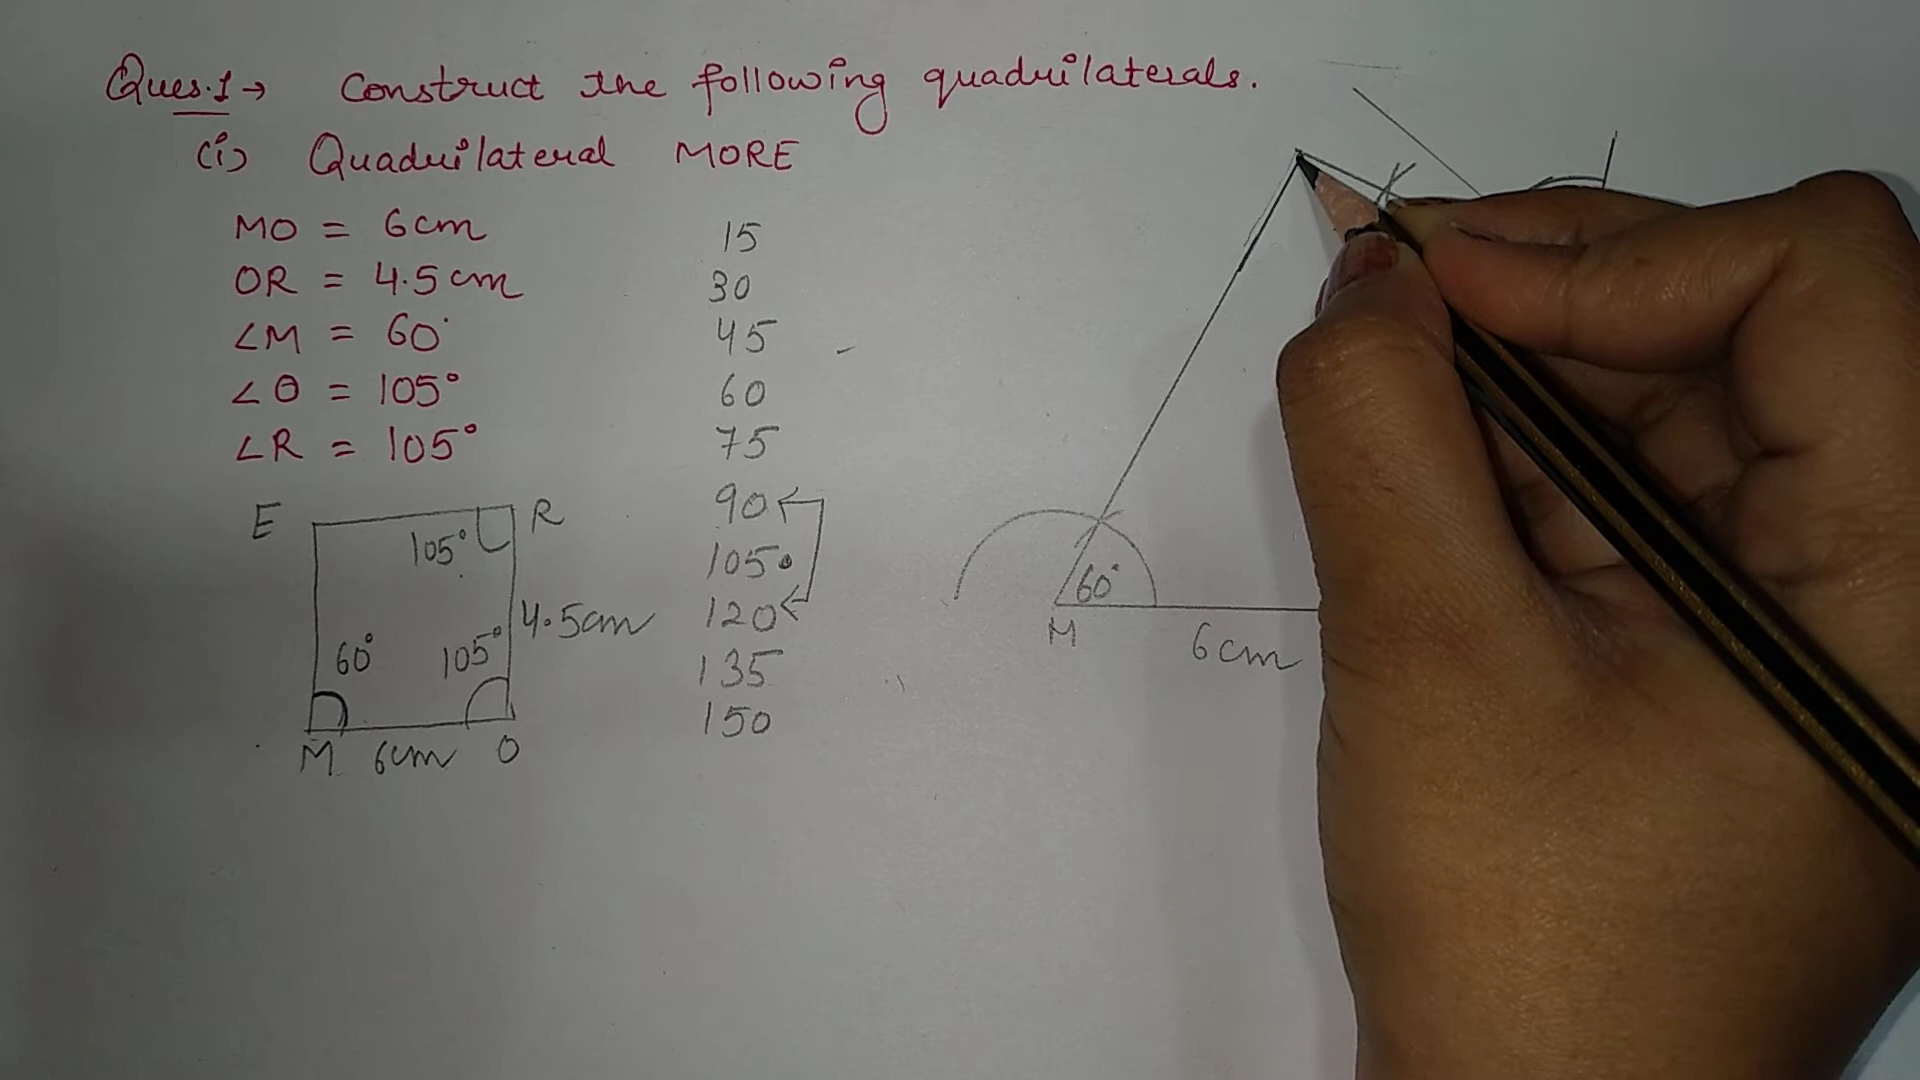 Ques.1→ Construct the following quadrilaterals.
(i) Quadrilateral MORE
MO = 6cm
OR = 4.5cm
∠M = 60°
∠O = 105°
∠R = 105°
15
30
45
60
75
90
105
120
135
150
E R
105°
4.5cm
60° 105°
M 6cm O
60°
M
6cm